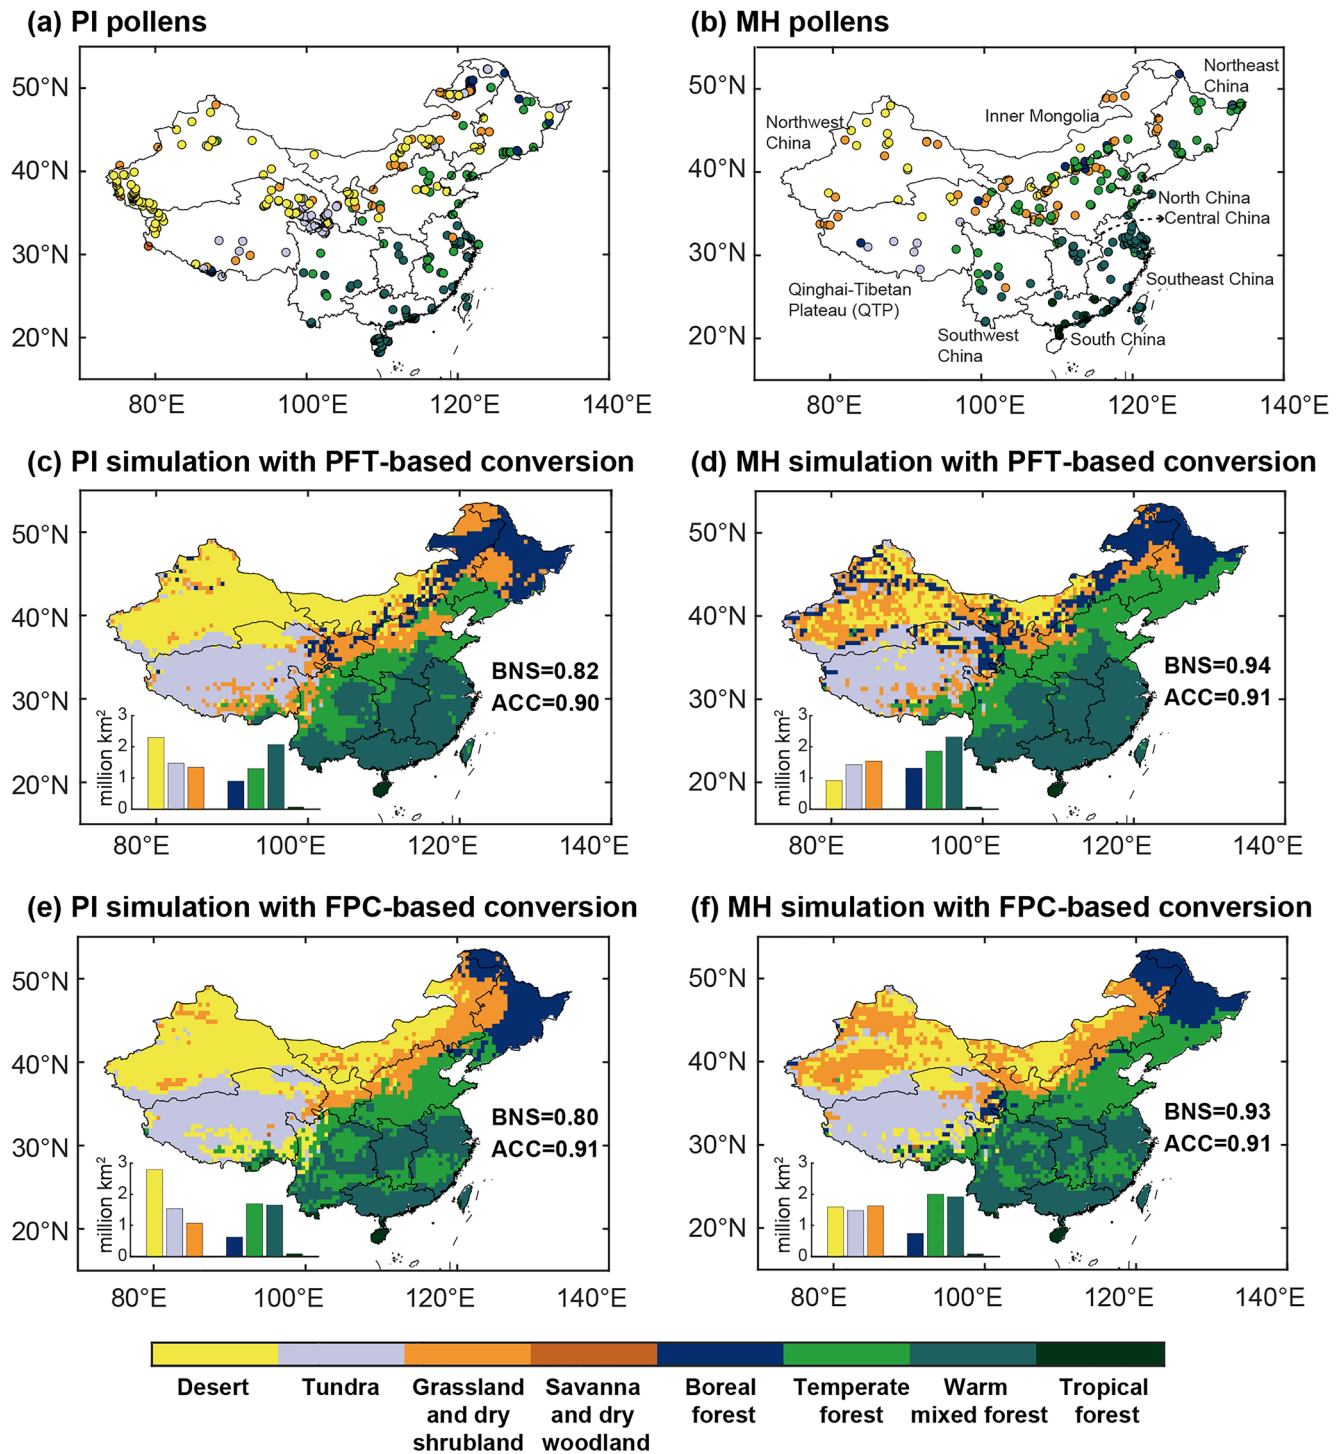 (a) PI pollens
(b) MH pollens
50°N
40°N
30°N
20°N
80°E
100°E
120°E
140°E
50°N
40°N
30°N
20°N
Northeast
China
Inner Mongolia
Northwest
China
North China
Central China
Southeast China
Qinghai-Tibetan
Plateau (QTP)
Southwest
China
South China
80°E
100°E
120°E
140°E
(c) PI simulation with PFT-based conversion
(d) MH simulation with PFT-based conversion
50°N
40°N
30°N
20°N
BNS=0.82
ACC=0.90
million km²
3
2
1
0
80°E
100°E
120°E
140°E
50°N
40°N
30°N
20°N
BNS=0.94
ACC=0.91
million km²
3
2
1
0
80°E
100°E
120°E
140°E
(e) PI simulation with FPC-based conversion
(f) MH simulation with FPC-based conversion
50°N
40°N
30°N
20°N
BNS=0.80
ACC=0.91
million km²
3
2
1
0
80°E
100°E
120°E
140°E
50°N
40°N
30°N
20°N
BNS=0.93
ACC=0.91
million km²
3
2
1
0
80°E
100°E
120°E
140°E
Desert
Tundra
Grassland
and dry
shrubland
Savanna
and dry
woodland
Boreal
forest
Temperate
forest
Warm
mixed forest
Tropical
forest